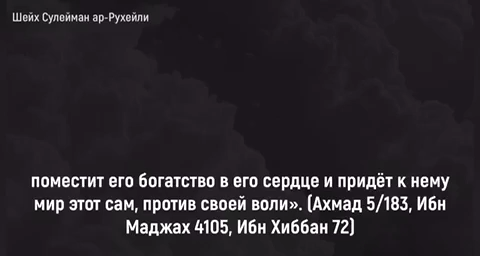 Шейх Сулейман ар-Рухейли
поместит его богатство в его сердце и придёт к нему
мир этот сам, против своей воли». (Ахмад 5/183, Ибн
Маджах 4105, Ибн Хиббан 72)